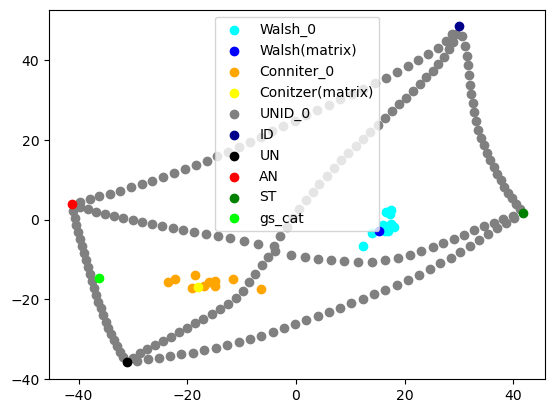 40
20
0
−20
−40
−40
−20
0
20
40
Walsh_0
Walsh(matrix)
Conniter_0
Conitzer(matrix)
UNID_0
ID
UN
AN
ST
gs_cat